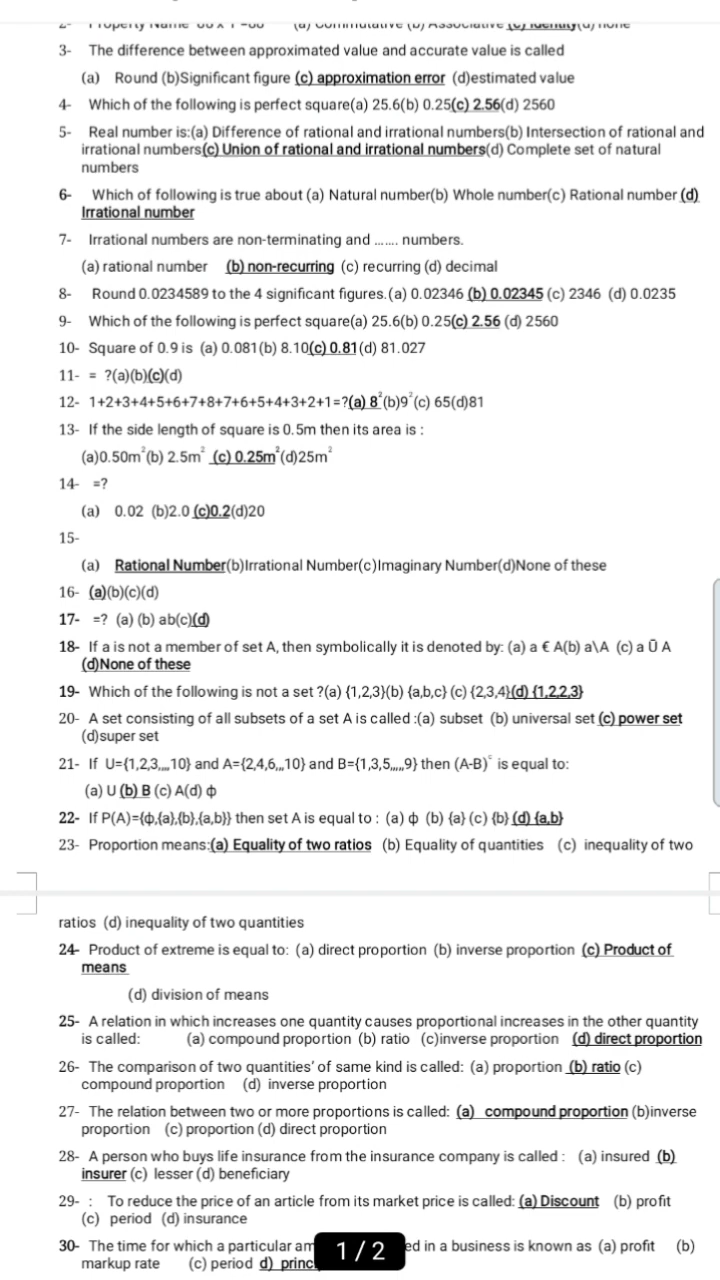 3- The difference between approximated value and accurate value is called
(a) Round (b)Significant figure (c) approximation error (d)estimated value
4- Which of the following is perfect square(a) 25.6(b) 0.25(c) 2.56(d) 2560
5- Real number is:(a) Difference of rational and irrational numbers(b) Intersection of rational and
irrational numbers(c) Union of rational and irrational numbers(d) Complete set of natural
numbers
6- Which of following is true about (a) Natural number(b) Whole number(c) Rational number (d)
Irrational number
7- Irrational numbers are non-terminating and ....... numbers.
(a) rational number (b) non-recurring (c) recurring (d) decimal
8- Round 0.0234589 to the 4 significant figures.(a) 0.02346 (b) 0.02345 (c) 2346 (d) 0.0235
9- Which of the following is perfect square(a) 25.6(b) 0.25(c) 2.56 (d) 2560
10- Square of 0.9 is (a) 0.081(b) 8.10(c) 0.81(d) 81.027
11- = ?(a)(b)(c)(d)
12- 1+2+3+4+5+6+7+8+7+6+5+4+3+2+1=?(a) 8²(b)9²(c) 65(d)81
13- If the side length of square is 0.5m then its area is :
(a)0.50m²(b) 2.5m² (c) 0.25m²(d)25m²
14- =?
(a) 0.02 (b)2.0 (c)0.2(d)20
15-
(a) Rational Number(b)Irrational Number(c)Imaginary Number(d)None of these
16- (a)(b)(c)(d)
17- =? (a) (b) ab(c)(d)
18- If a is not a member of set A, then symbolically it is denoted by: (a) a € A(b) a\A (c) a Ū A
(d)None of these
19- Which of the following is not a set ?(a) {1,2,3}(b) {a,b,c} (c) {2,3,4}(d) {1,2,2,3}
20- A set consisting of all subsets of a set A is called :(a) subset (b) universal set (c) power set
(d)super set
21- If U={1,2,3,,,,10} and A={2,4,6,,,10} and B={1,3,5,,,,,9} then (A-B)ᶜ is equal to:
(a) U (b) B (c) A(d) ϕ
22- If P(A)={ϕ,{a},{b},{a,b}} then set A is equal to : (a) ϕ (b) {a} (c) {b} (d) {a,b}
23- Proportion means:(a) Equality of two ratios (b) Equality of quantities (c) inequality of two
ratios (d) inequality of two quantities
24- Product of extreme is equal to: (a) direct proportion (b) inverse proportion (c) Product of
means
(d) division of means
25- A relation in which increases one quantity causes proportional increases in the other quantity
is called: (a) compound proportion (b) ratio (c)inverse proportion (d) direct proportion
26- The comparison of two quantities' of same kind is called: (a) proportion (b) ratio (c)
compound proportion (d) inverse proportion
27- The relation between two or more proportions is called: (a) compound proportion (b)inverse
proportion (c) proportion (d) direct proportion
28- A person who buys life insurance from the insurance company is called : (a) insured (b)
insurer (c) lesser (d) beneficiary
29- : To reduce the price of an article from its market price is called: (a) Discount (b) profit
(c) period (d) insurance
30- The time for which a particular am 1 / 2 ed in a business is known as (a) profit (b)
markup rate (c) period d) princ